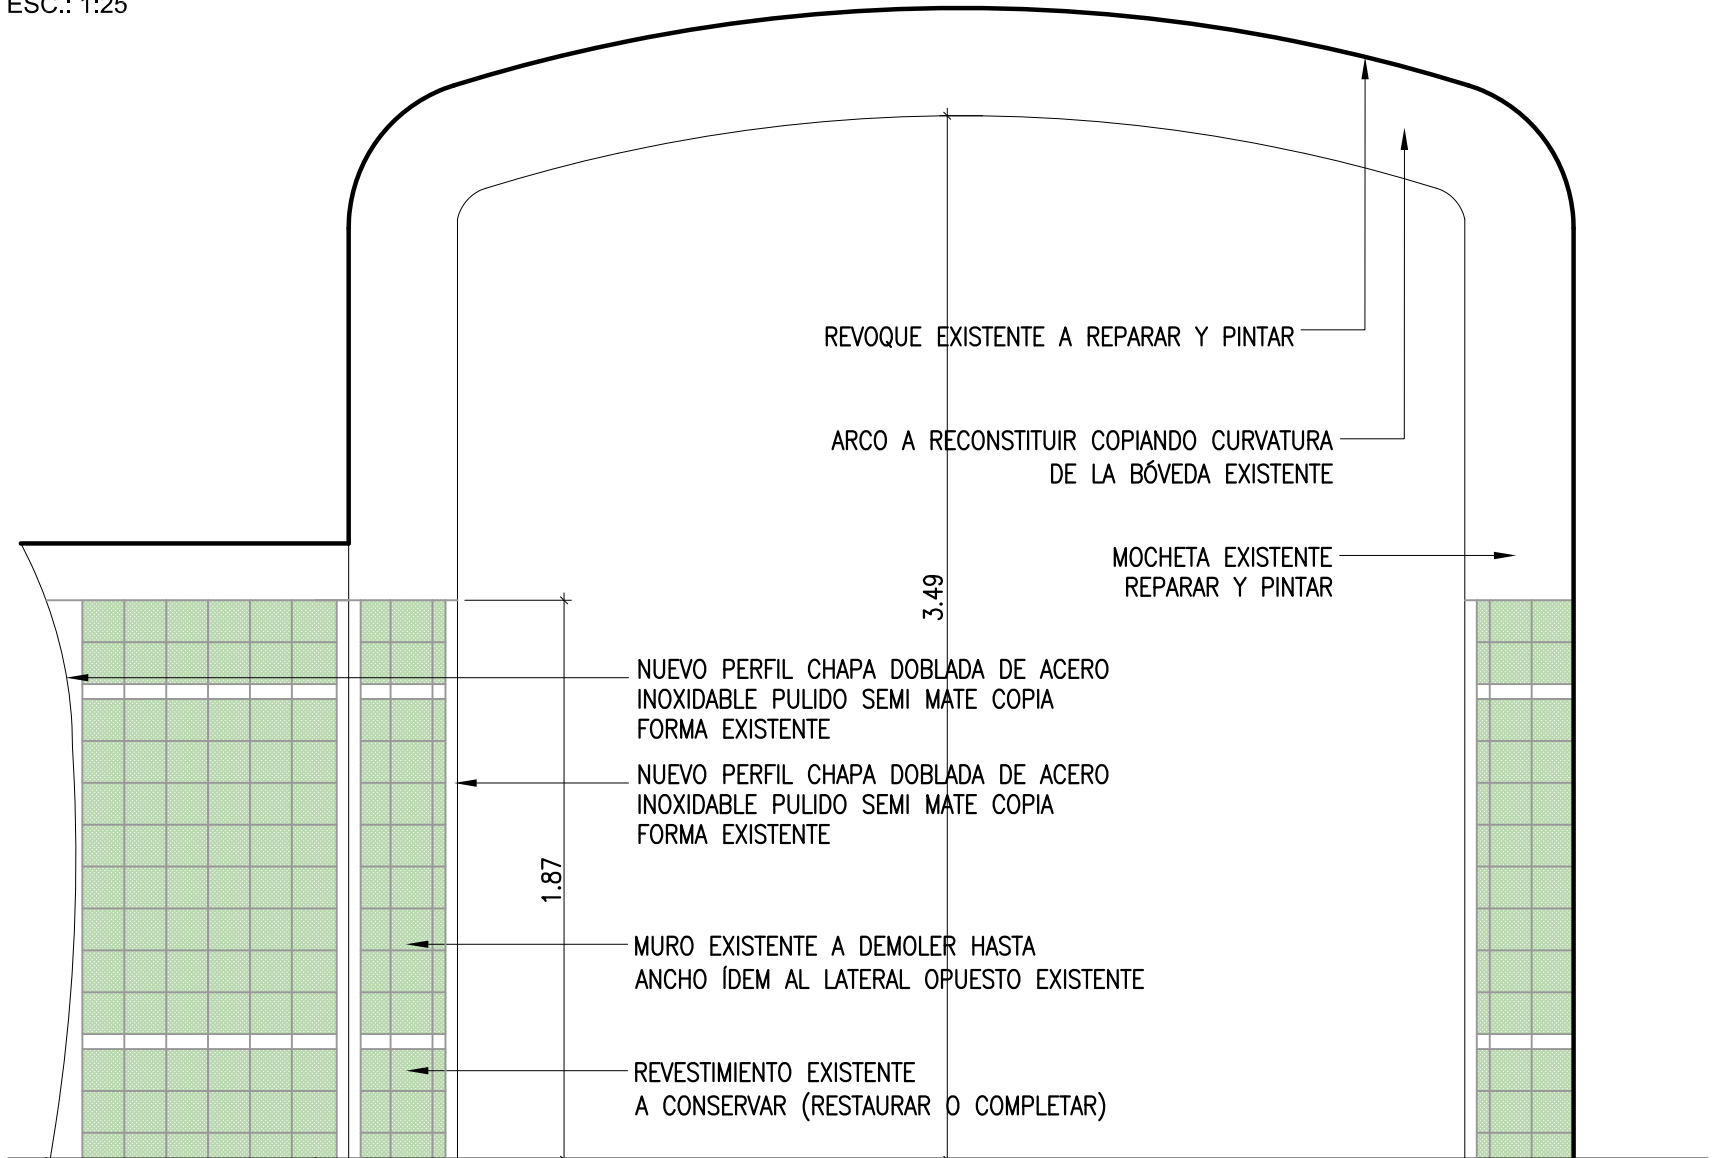 ESC.: 1:25
REVOQUE EXISTENTE A REPARAR Y PINTAR
ARCO A RECONSTITUIR COPIANDO CURVATURA
DE LA BÓVEDA EXISTENTE
MOCHETA EXISTENTE
REPARAR Y PINTAR
3.49
NUEVO PERFIL CHAPA DOBLADA DE ACERO
INOXIDABLE PULIDO SEMI MATE COPIA
FORMA EXISTENTE
NUEVO PERFIL CHAPA DOBLADA DE ACERO
INOXIDABLE PULIDO SEMI MATE COPIA
FORMA EXISTENTE
1.87
MURO EXISTENTE A DEMOLER HASTA
ANCHO ÍDEM AL LATERAL OPUESTO EXISTENTE
REVESTIMIENTO EXISTENTE
A CONSERVAR (RESTAURAR O COMPLETAR)